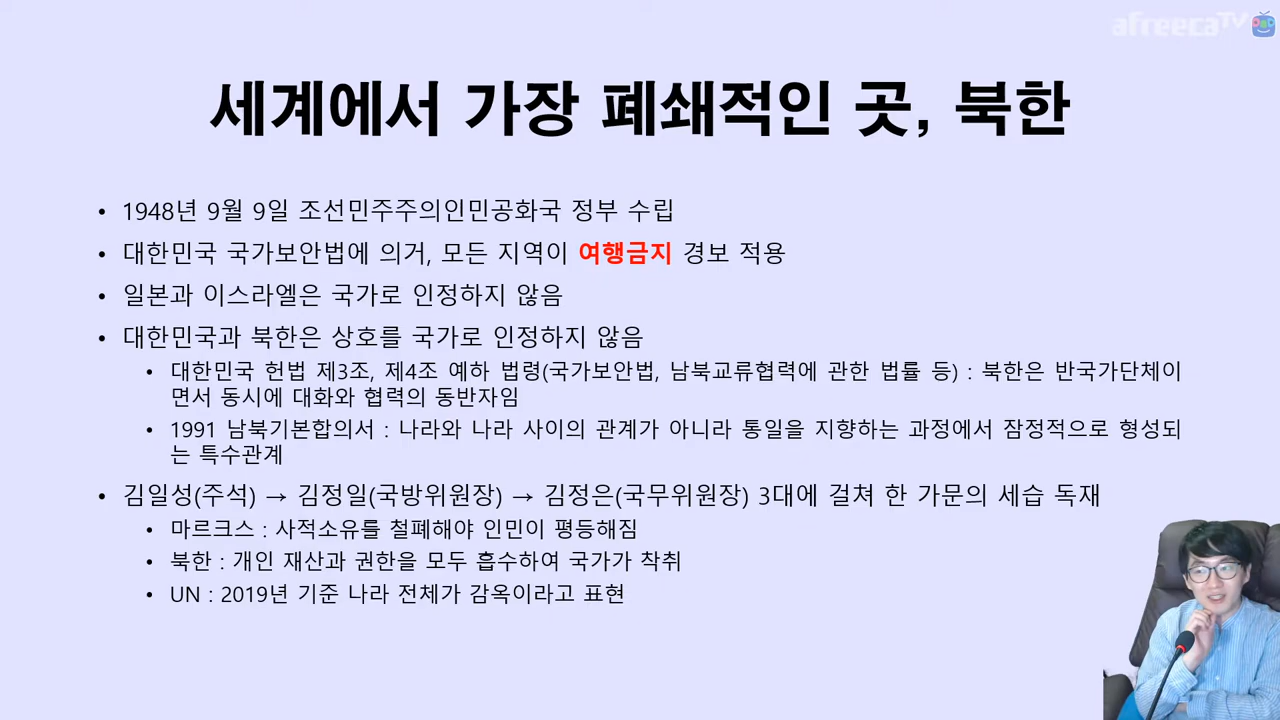 afreecaTV
세계에서 가장 폐쇄적인 곳, 북한
• 1948년 9월 9일 조선민주주의인민공화국 정부 수립
• 대한민국 국가보안법에 의거, 모든 지역이 여행금지 경보 적용
• 일본과 이스라엘은 국가로 인정하지 않음
• 대한민국과 북한은 상호를 국가로 인정하지 않음
• 대한민국 헌법 제3조, 제4조 예하 법령(국가보안법, 남북교류협력에 관한 법률 등) : 북한은 반국가단체이
면서 동시에 대화와 협력의 동반자임
• 1991 남북기본합의서 : 나라와 나라 사이의 관계가 아니라 통일을 지향하는 과정에서 잠정적으로 형성되
는 특수관계
• 김일성(주석) → 김정일(국방위원장) → 김정은(국무위원장) 3대에 걸쳐 한 가문의 세습 독재
• 마르크스 : 사적소유를 철폐해야 인민이 평등해짐
• 북한 : 개인 재산과 권한을 모두 흡수하여 국가가 착취
• UN : 2019년 기준 나라 전체가 감옥이라고 표현